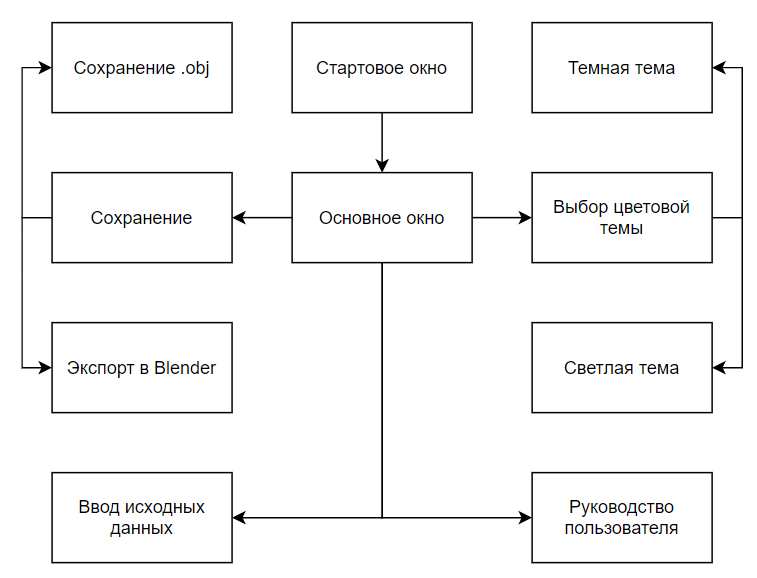 Сохранение .obj
Стартовое окно
Темная тема
Сохранение
Основное окно
Выбор цветовой
темы
Экспорт в Blender
Светлая тема
Ввод исходных
данных
Руководство
пользователя